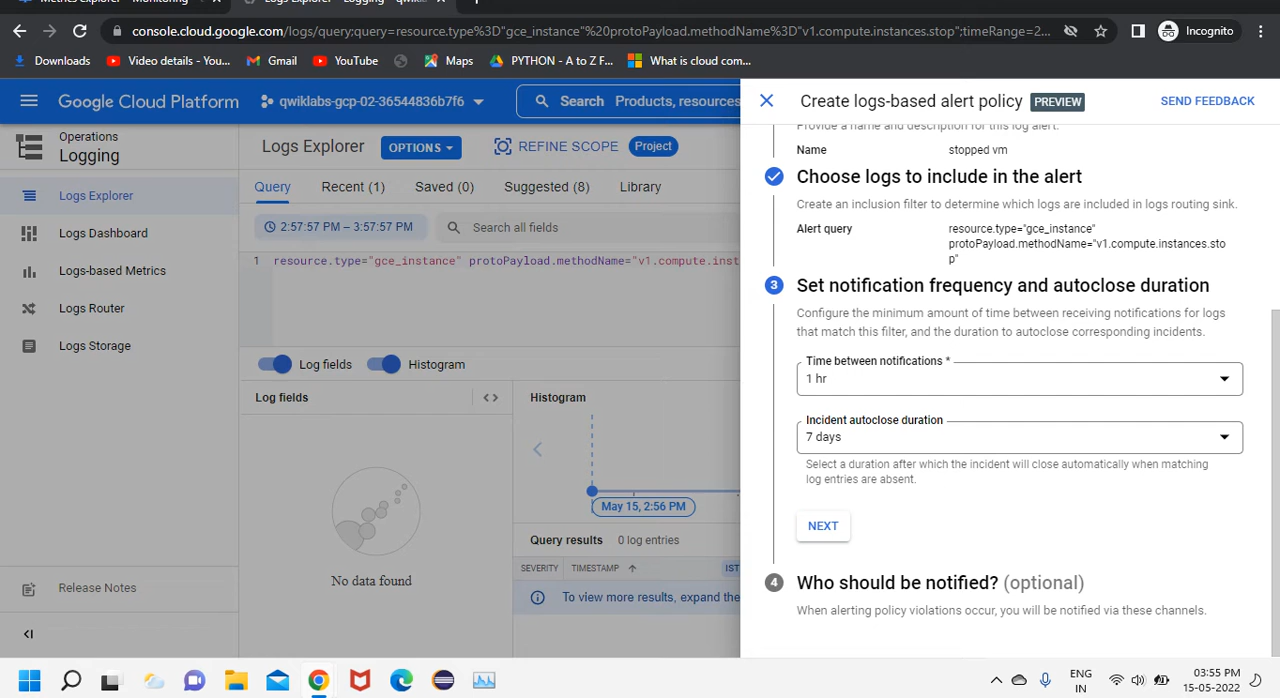 Metrics Explorer - Monitoring
Logs Explorer - Logging - qwikl
console.cloud.google.com/logs/query;query=resource.type%3D"gce_instance"%20protoPayload.methodName%3D"v1.compute.instances.stop";timeRange=2...
Incognito
Downloads
Video details - You...
Gmail
YouTube
Maps
PYTHON - A to Z F...
What is cloud com...
Google Cloud Platform
qwiklabs-gcp-02-36544836b7f6
Search Products, resources
Create logs-based alert policy PREVIEW
SEND FEEDBACK
Operations
Logging
Logs Explorer
OPTIONS
REFINE SCOPE
Project
Provide a name and description for this log alert.
Name stopped vm
Logs Explorer
Logs Dashboard
Logs-based Metrics
Logs Router
Logs Storage
Release Notes
Query
Recent (1)
Saved (0)
Suggested (8)
Library
2:57:57 PM – 3:57:57 PM
Search all fields
1 resource.type="gce_instance" protoPayload.methodName="v1.compute.inst
Log fields
Histogram
Log fields
No data found
Histogram
May 15, 2:56 PM
Query results 0 log entries
SEVERITY TIMESTAMP IST
To view more results, expand the
Choose logs to include in the alert
Create an inclusion filter to determine which logs are included in logs routing sink.
Alert query resource.type="gce_instance"
protoPayload.methodName="v1.compute.instances.sto
p"
3 Set notification frequency and autoclose duration
Configure the minimum amount of time between receiving notifications for logs
that match this filter, and the duration to autoclose corresponding incidents.
Time between notifications *
1 hr
Incident autoclose duration
7 days
Select a duration after which the incident will close automatically when matching
log entries are absent.
NEXT
4 Who should be notified? (optional)
When alerting policy violations occur, you will be notified via these channels.
ENG
IN
03:55 PM
15-05-2022